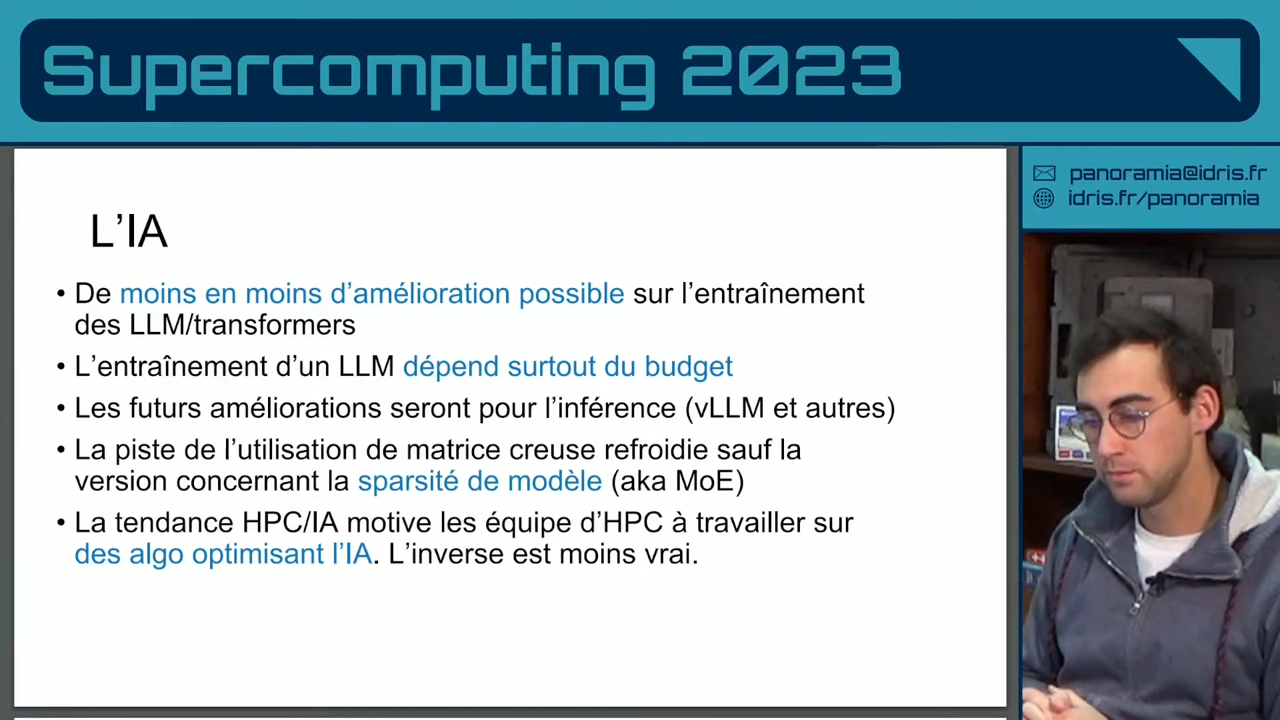 Supercomputing 2023
panoramia@idris.fr
idris.fr/panoramia
L’IA
• De moins en moins d’amélioration possible sur l’entraînement
des LLM/transformers
• L’entraînement d’un LLM dépend surtout du budget
• Les futurs améliorations seront pour l’inférence (vLLM et autres)
• La piste de l’utilisation de matrice creuse refroidie sauf la
version concernant la sparsité de modèle (aka MoE)
• La tendance HPC/IA motive les équipe d’HPC à travailler sur
des algo optimisant l’IA. L’inverse est moins vrai.